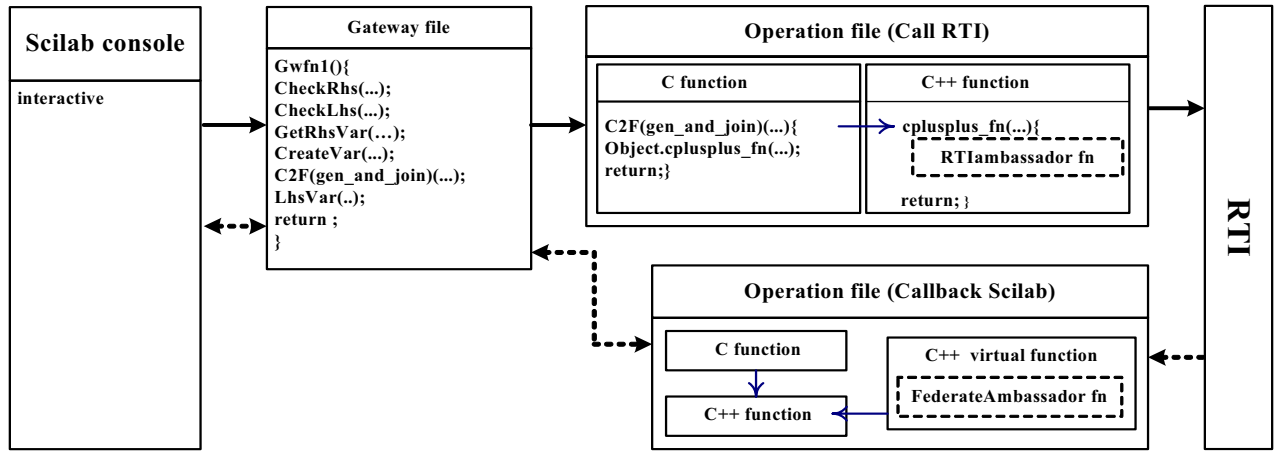 Scilab console
interactive
Gateway file
Gwfn1(){
CheckRhs(...);
CheckLhs(...);
GetRhsVar(…);
CreateVar(...);
C2F(gen_and_join)(...);
LhsVar(..);
return ;
}
Operation file (Call RTI)
C function
C2F(gen_and_join)(...){
Object.cplusplus_fn(...);
return;}
C++ function
cplusplus_fn(...){
RTIambassador fn
return; }
Operation file (Callback Scilab)
C function
C++ function
C++ virtual function
FederateAmbassador fn
RTI